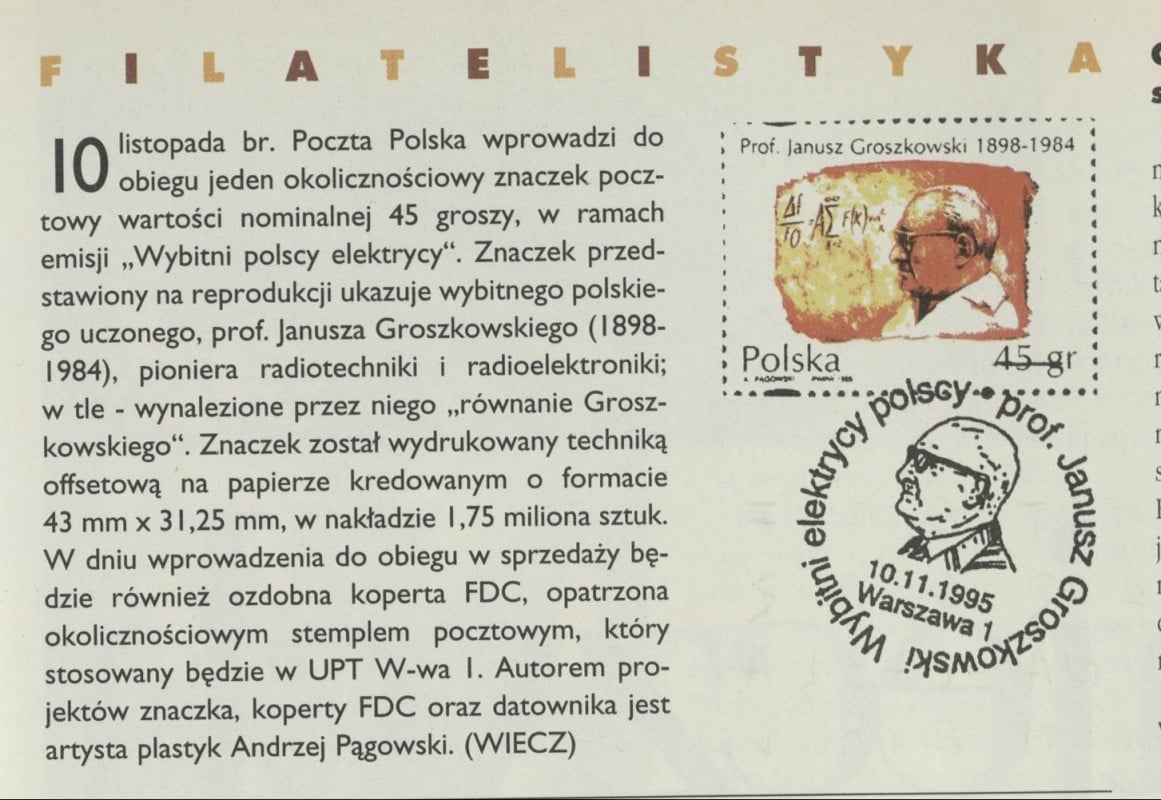 FILATELISTYKA
10 listopada br. Poczta Polska wprowadzi do
obiegu jeden okolicznościowy znaczek pocz-
towy wartości nominalnej 45 groszy, w ramach
emisji „Wybitni polscy elektrycy“. Znaczek przed-
stawiony na reprodukcji ukazuje wybitnego polskie-
go uczonego, prof. Janusza Groszkowskiego (1898-
1984), pioniera radiotechniki i radioelektroniki;
w tle - wynalezione przez niego „równanie Grosz-
kowskiego“. Znaczek został wydrukowany techniką
offsetową na papierze kredowanym o formacie
43 mm x 31,25 mm, w nakładzie 1,75 miliona sztuk.
W dniu wprowadzenia do obiegu w sprzedaży bę-
dzie również ozdobna koperta FDC, opatrzona
okolicznościowym stemplem pocztowym, który
stosowany będzie w UPT W-wa 1. Autorem pro-
jektów znaczka, koperty FDC oraz datownika jest
artysta plastyk Andrzej Pągowski. (WIECZ)
Prof. Janusz Groszkowski 1898-1984
Polska 45 gr
A. PĄGOWSKI
Wybitni elektrycy polscy • prof. Janusz Groszkowski
10.11.1995
Warszawa 1